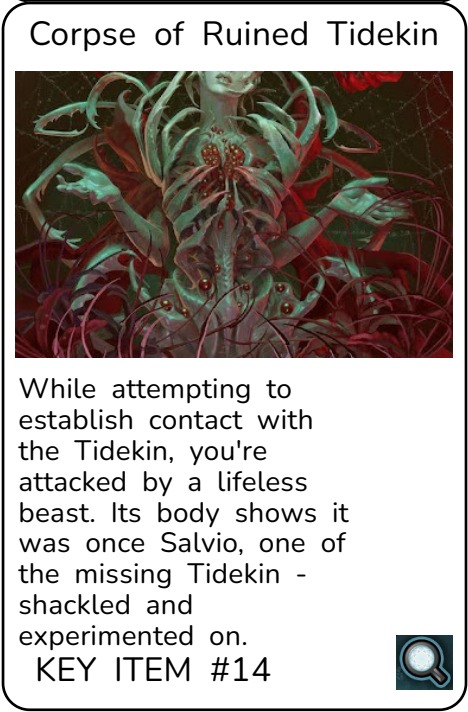 Corpse of Ruined Tidekin
While attempting to
establish contact with
the Tidekin, you're
attacked by a lifeless
beast. Its body shows it
was once Salvio, one of
the missing Tidekin -
shackled and
experimented on.
KEY ITEM #14